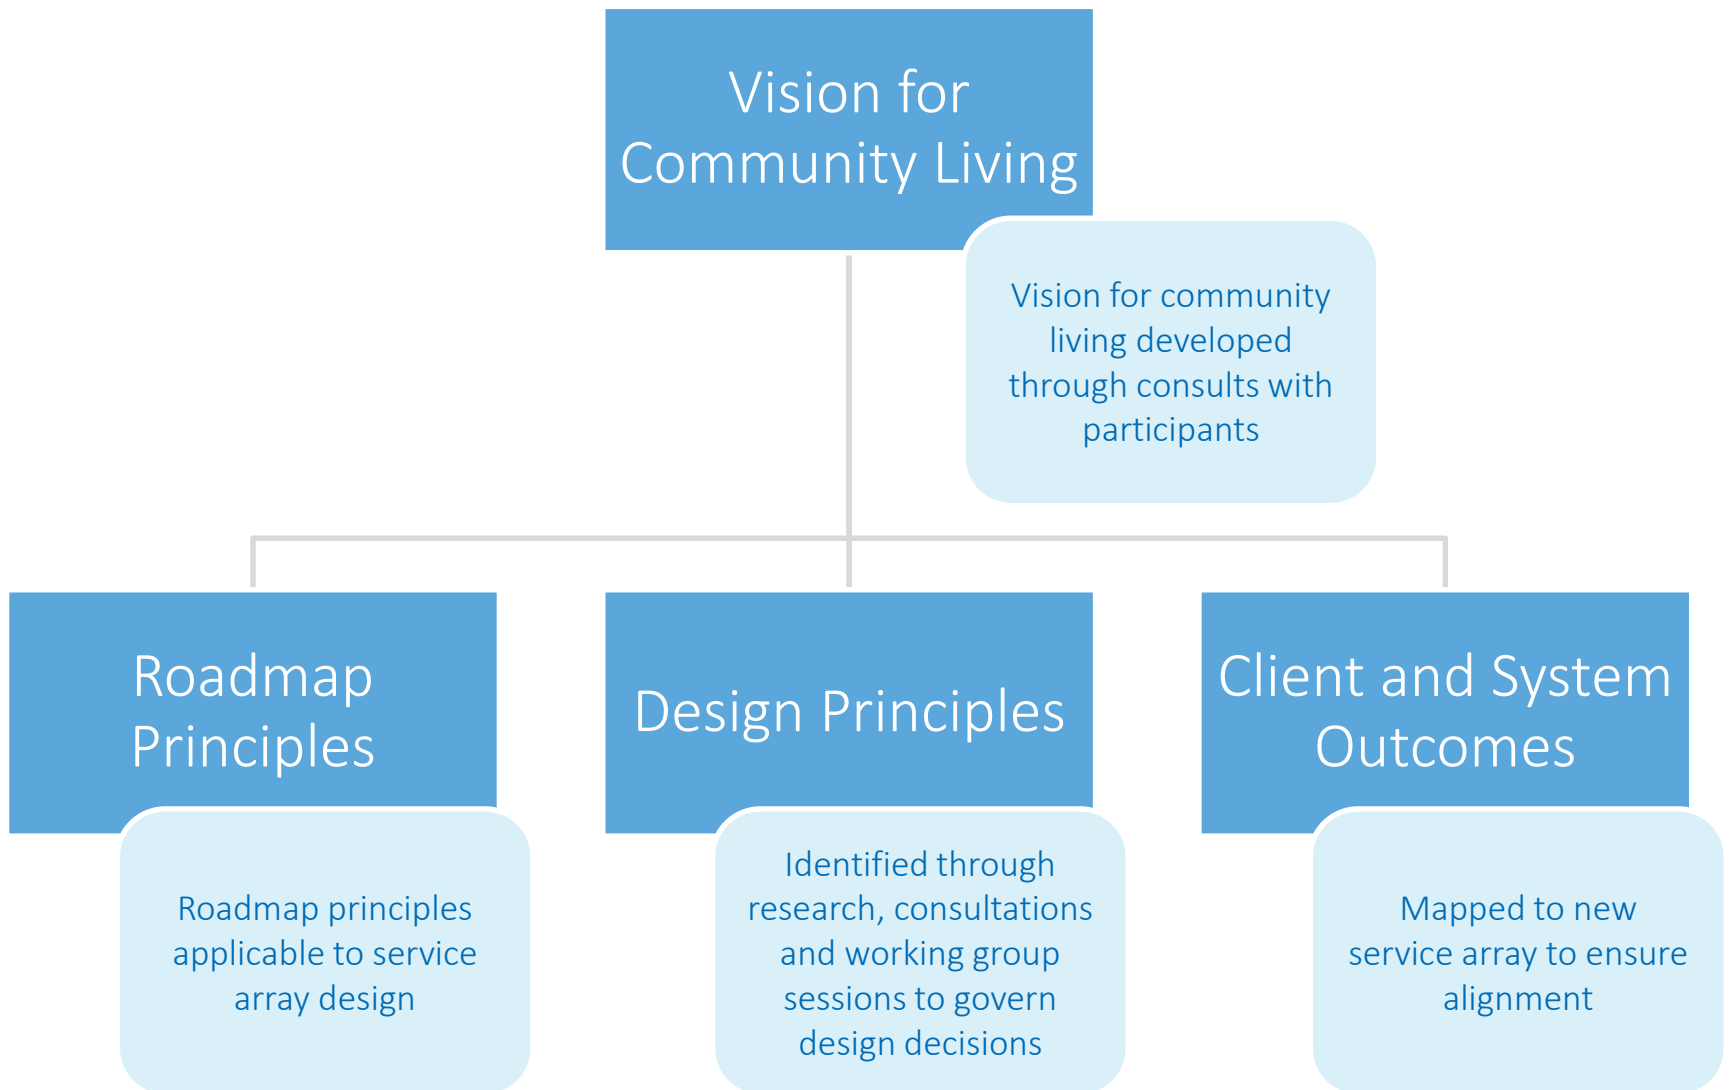 Vision for
Community Living
Vision for community
living developed
through consults with
participants
Roadmap
Principles
Roadmap principles
applicable to service
array design
Design Principles
Identified through
research, consultations
and working group
sessions to govern
design decisions
Client and System
Outcomes
Mapped to new
service array to ensure
alignment